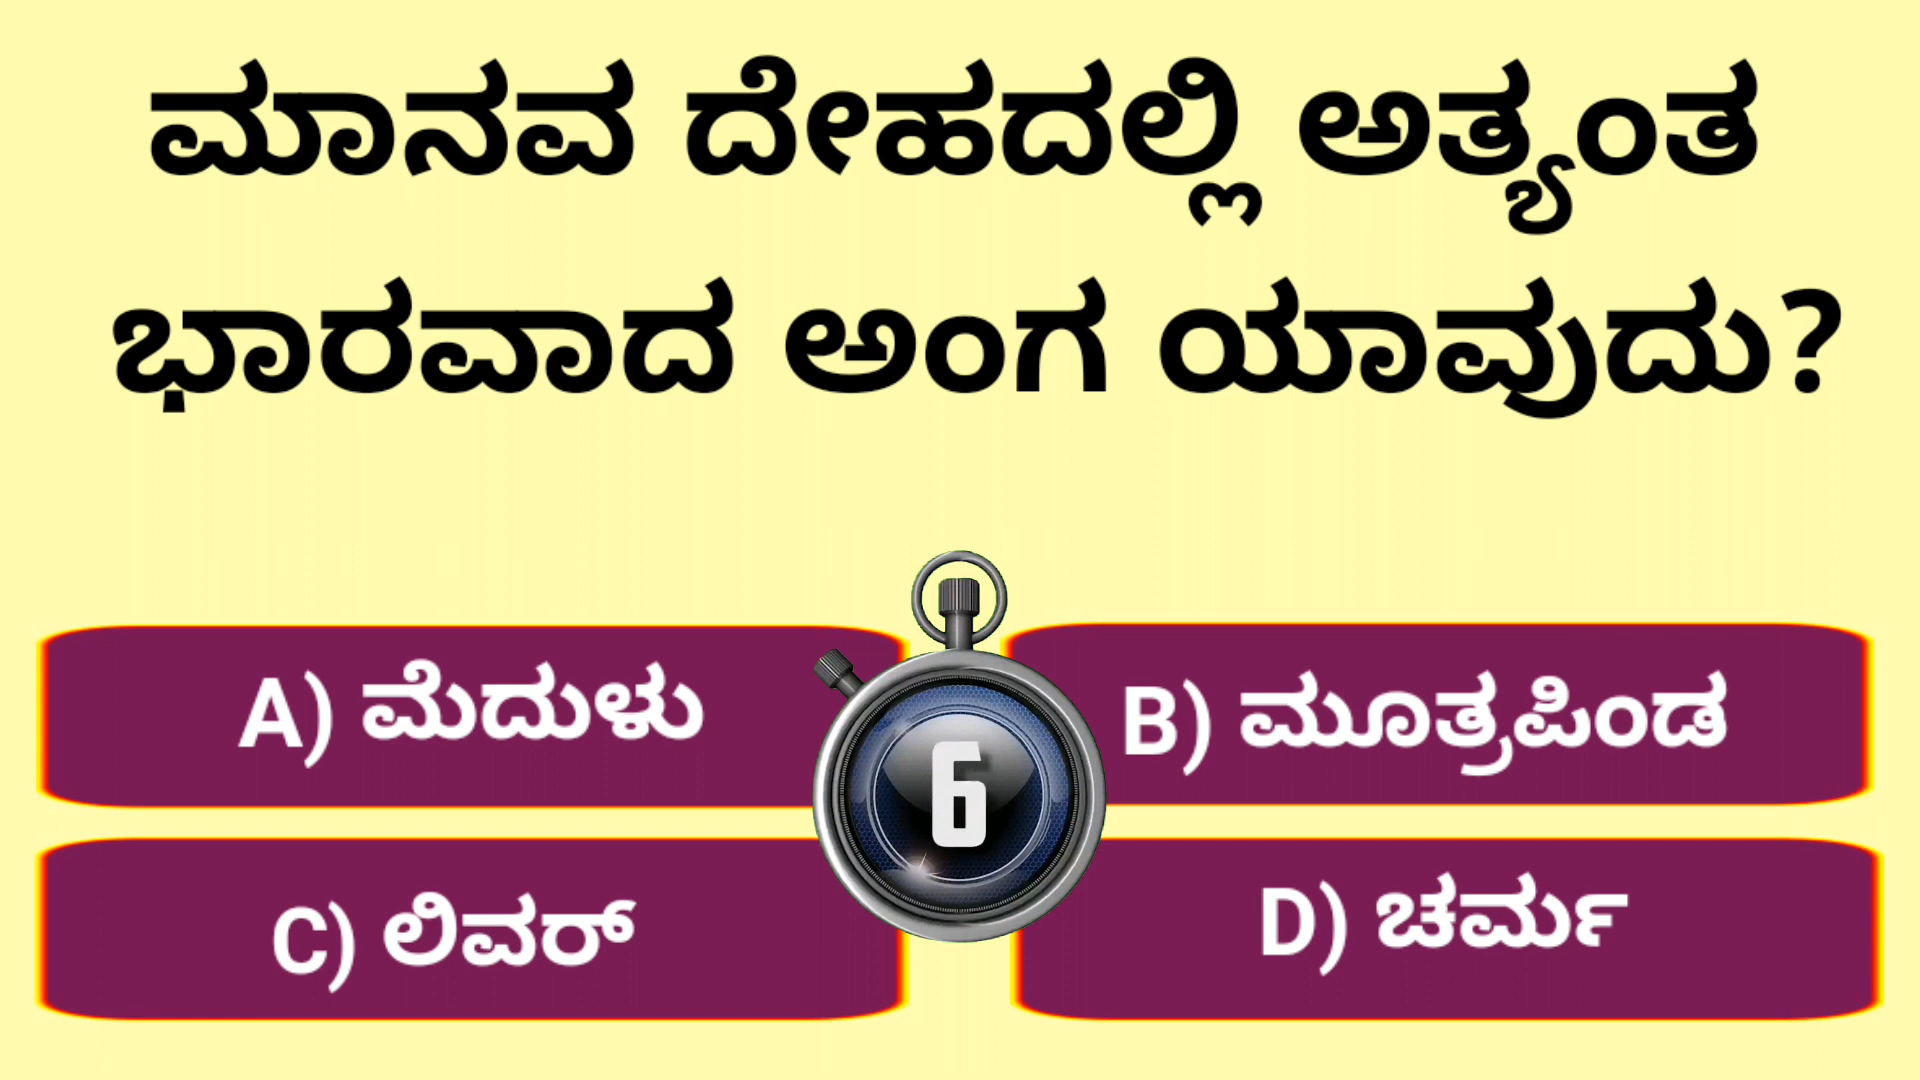 ಮಾನವ ದೇಹದಲ್ಲಿ ಅತ್ಯಂತ
ಭಾರವಾದ ಅಂಗ ಯಾವುದು?
A) ಮೆದುಳು
B) ಮೂತ್ರಪಿಂಡ
6
C) ಲಿವರ್
D) ಚರ್ಮ